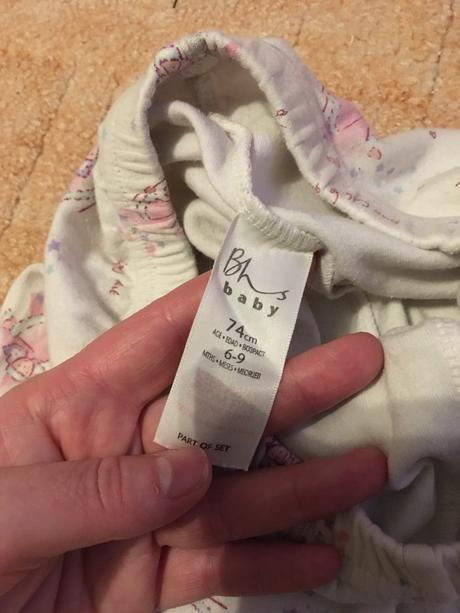 Bhs
baby
74cm
AGE • EDAD • ВОЗРАСТ
6-9
MTHS • MESES • МЕСЯЦЕВ
PART OF SET